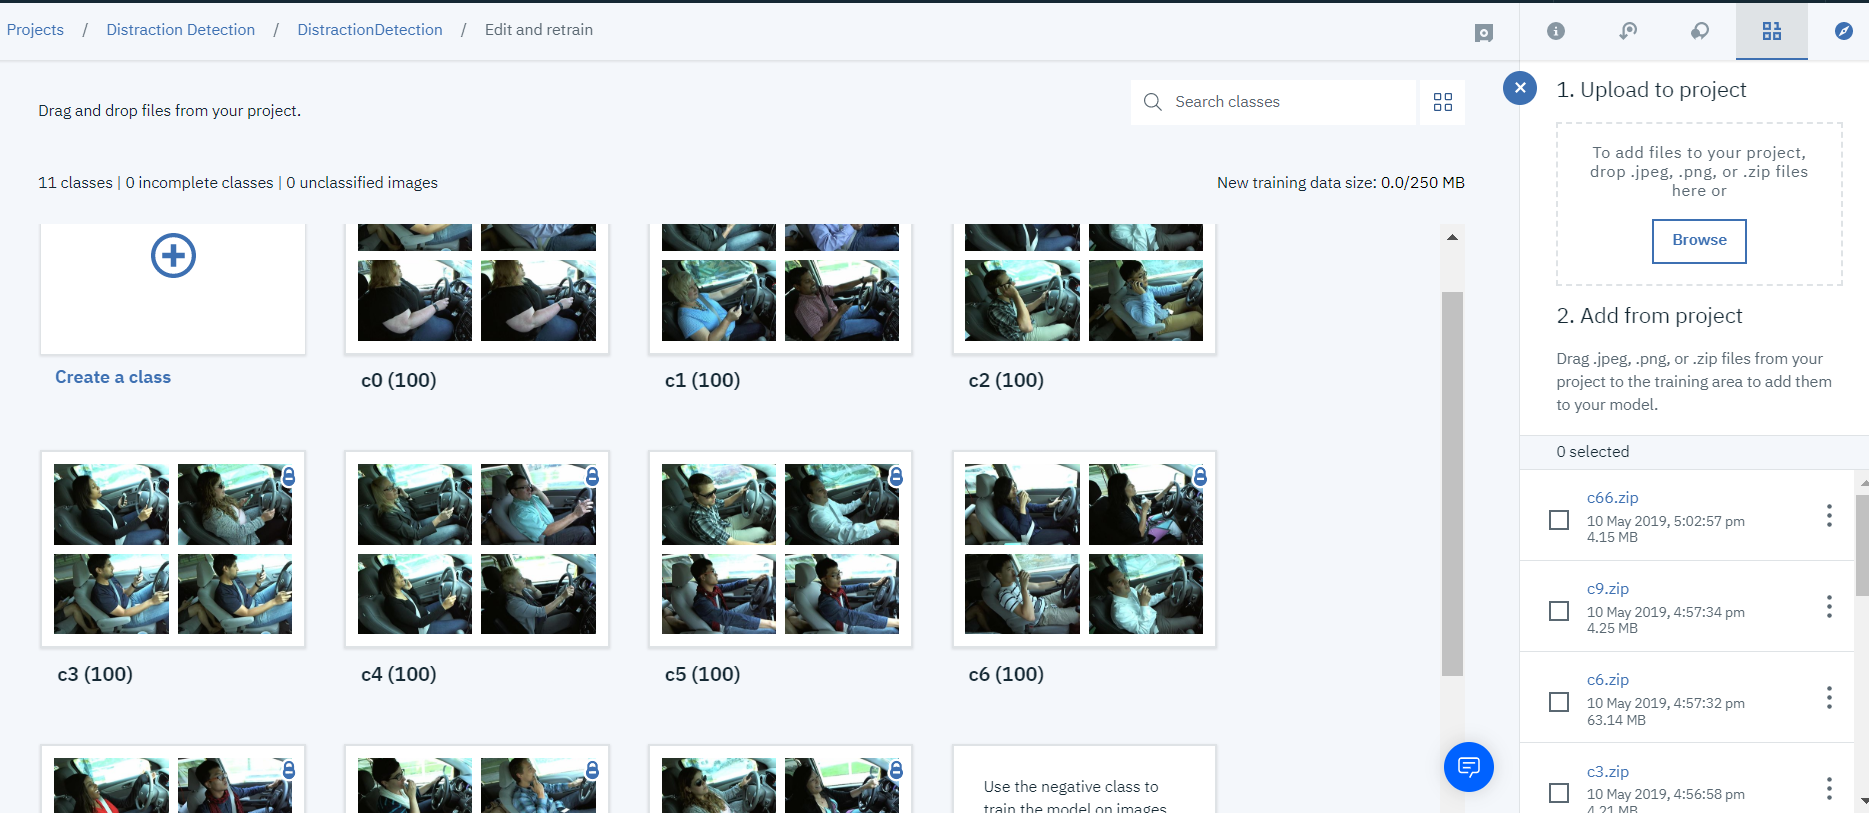 Projects / Distraction Detection / DistractionDetection / Edit and retrain
Drag and drop files from your project.
Search classes
11 classes | 0 incomplete classes | 0 unclassified images
New training data size: 0.0/250 MB
Create a class
c0 (100)
c1 (100)
c2 (100)
c3 (100)
c4 (100)
c5 (100)
c6 (100)
Use the negative class to
train the model on images
1. Upload to project
To add files to your project,
drop .jpeg, .png, or .zip files
here or
Browse
2. Add from project
Drag .jpeg, .png, or .zip files from your
project to the training area to add them
to your model.
0 selected
c66.zip
10 May 2019, 5:02:57 pm
4.15 MB
c9.zip
10 May 2019, 4:57:34 pm
4.25 MB
c6.zip
10 May 2019, 4:57:32 pm
63.14 MB
c3.zip
10 May 2019, 4:56:58 pm
4.21 MB